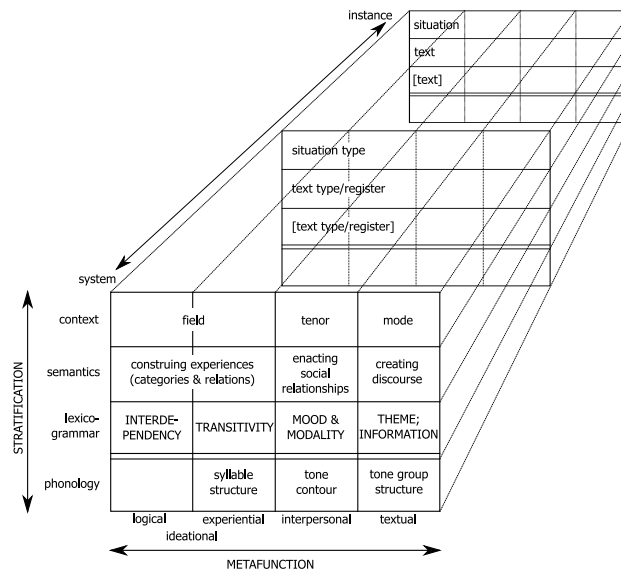 instance
situation
text
[text]
situation type
text type/register
[text type/register]
system
context
field
tenor
mode
semantics
construing experiences
(categories & relations)
enacting
social
relationships
creating
discourse
lexico-
grammar
INTERDE-
PENDENCY
TRANSITIVITY
MOOD &
MODALITY
THEME;
INFORMATION
phonology
syllable
structure
tone
contour
tone group
structure
logical
experiential
interpersonal
textual
ideational
METAFUNCTION
STRATIFICATION